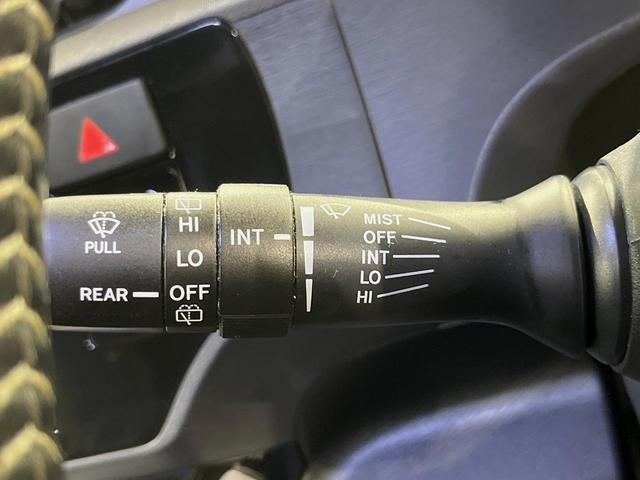 PULL
REAR
HI
LO
OFF
INT
MIST
OFF
INT
LO
HI